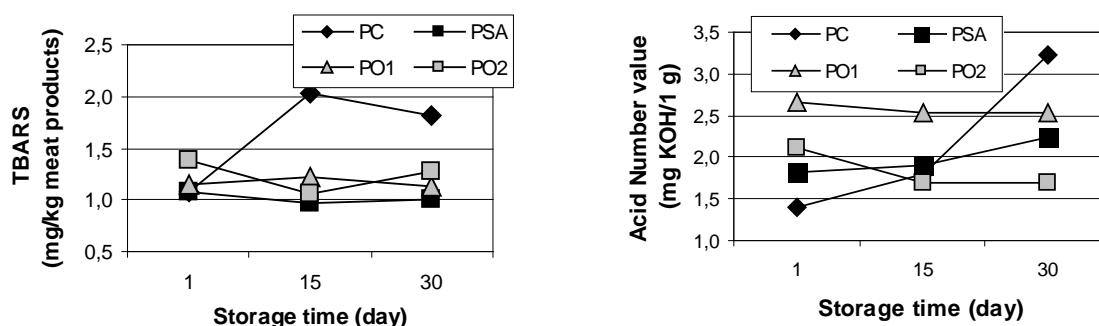 PC PSA
PO1 PO2
TBARS
(mg/kg meat products)
2,5
2,0
1,5
1,0
0,5
1 15 30
Storage time (day)
PC PSA
PO1 PO2
Acid Number value
(mg KOH/1 g)
3,5
3,0
2,5
2,0
1,5
1,0
1 15 30
Storage time (day)